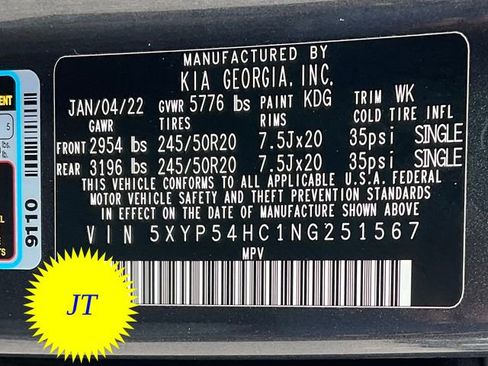 MANUFACTURED BY
KIA GEORGIA, INC.
JAN/04/22 GVWR 5776 lbs PAINT KDG TRIM WK
GAWR TIRES RIMS COLD TIRE INFL
FRONT 2954 lbs 245/50R20 7.5Jx20 35psi SINGLE
REAR 3196 lbs 245/50R20 7.5Jx20 35psi SINGLE
THIS VEHICLE CONFORMS TO ALL APPLICABLE U.S.A. FEDERAL
MOTOR VEHICLE SAFETY AND THEFT PREVENTION STANDARDS
IN EFFECT ON THE DATE OF MANUFACTURE SHOWN ABOVE
VIN 5XYP54HC1NG251567
MPV
9110
5
JT